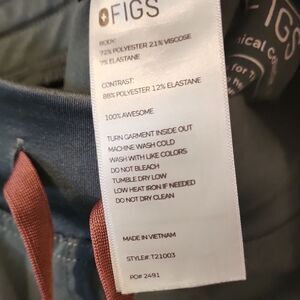 FIGS
BODY:
72% POLYESTER 21% VISCOSE
7% ELASTANE
CONTRAST:
88% POLYESTER 12% ELASTANE
100% AWESOME
TURN GARMENT INSIDE OUT
MACHINE WASH COLD
WASH WITH LIKE COLORS
DO NOT BLEACH
TUMBLE DRY LOW
LOW HEAT IRON IF NEEDED
DO NOT DRY CLEAN
MADE IN VIETNAM
STYLE#: T21003
PO# 2491